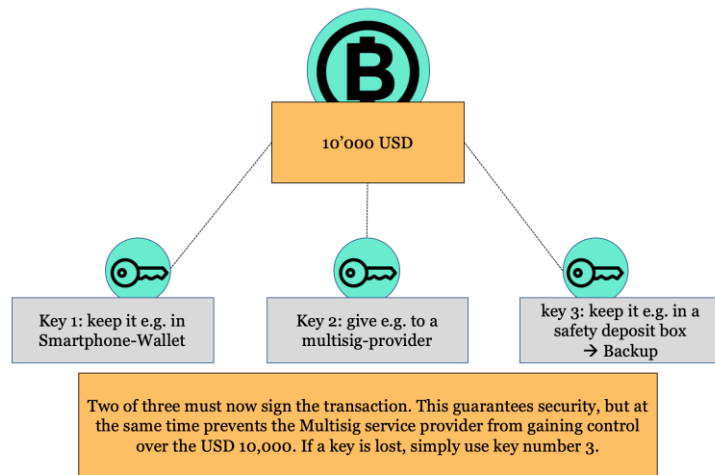 10’000 USD
Key 1: keep it e.g. in
Smartphone-Wallet
Key 2: give e.g. to a
multisig-provider
key 3: keep it e.g. in a
safety deposit box
→ Backup
Two of three must now sign the transaction. This guarantees security, but at
the same time prevents the Multisig service provider from gaining control
over the USD 10,000. If a key is lost, simply use key number 3.